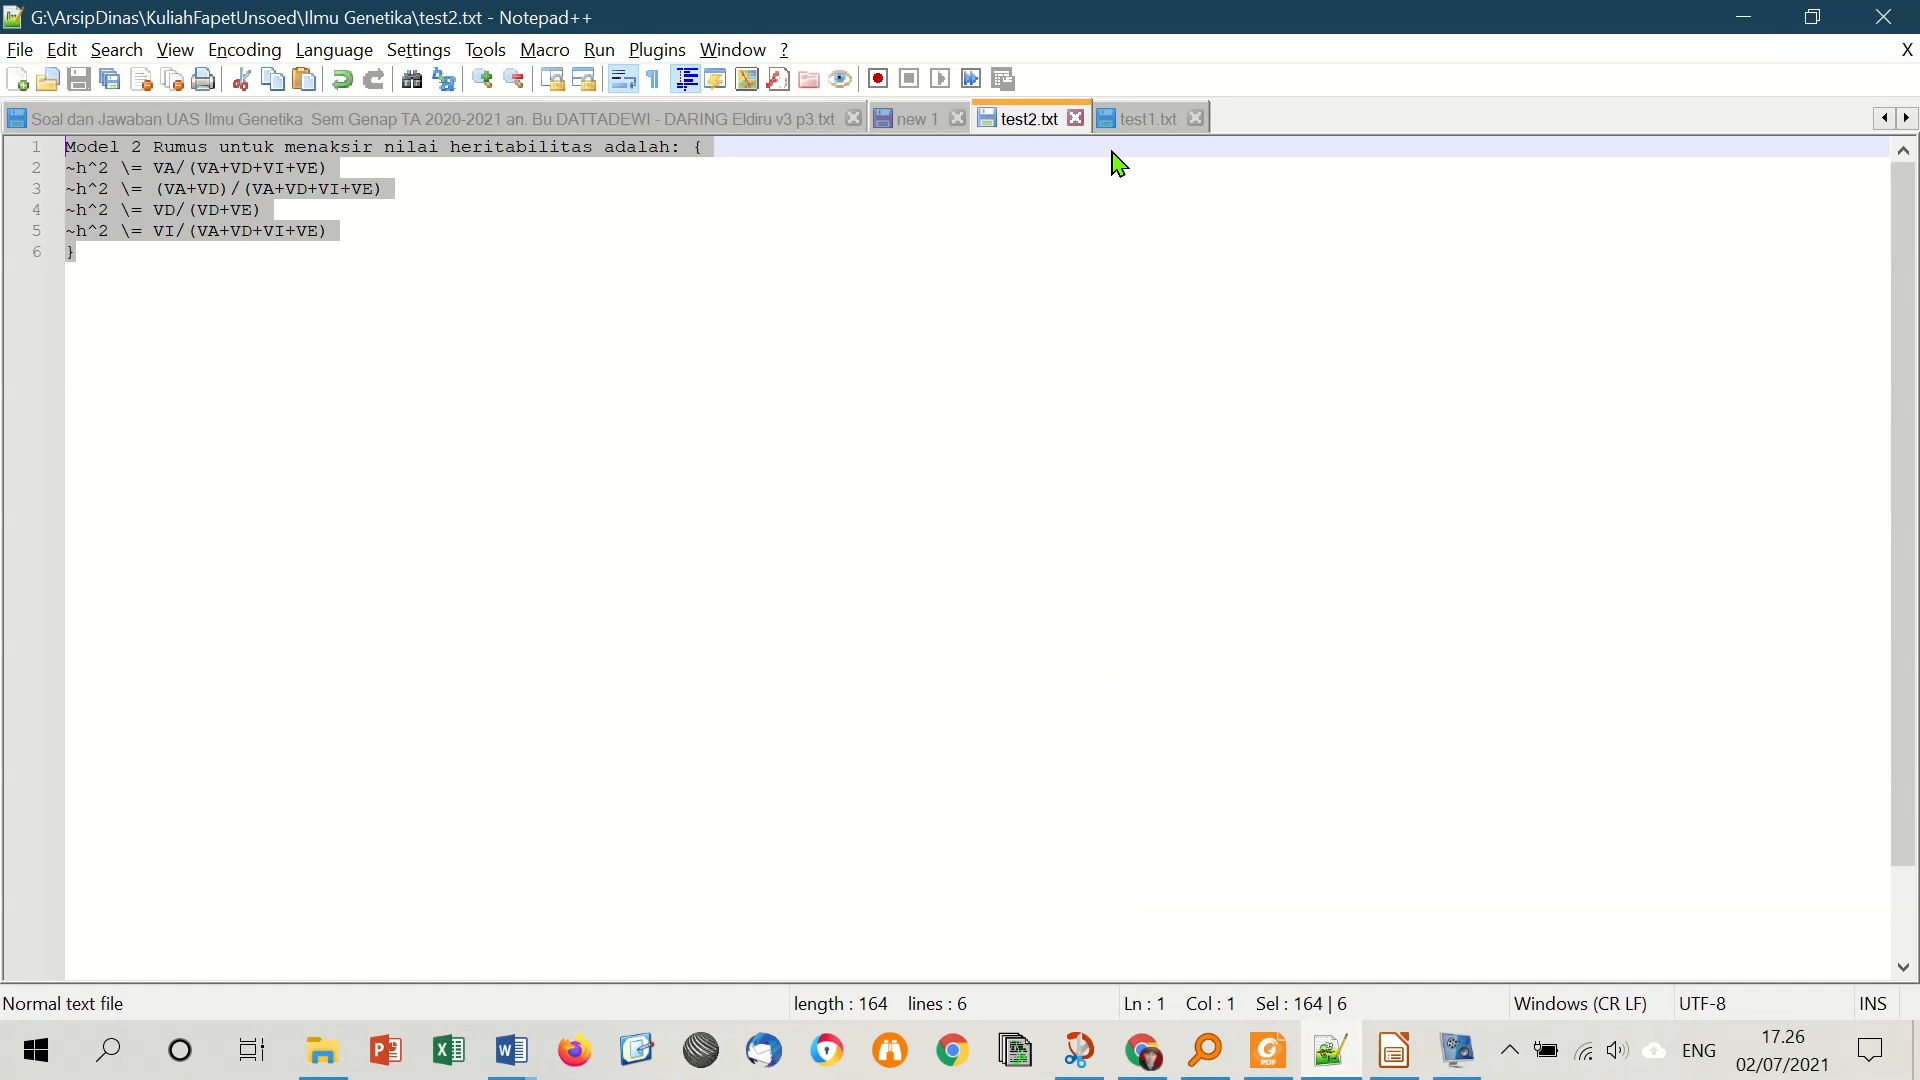 G:\ArsipDinas\KuliahFapetUnsoed\Ilmu Genetika\test2.txt - Notepad++
File Edit Search View Encoding Language Settings Tools Macro Run Plugins Window ? X
Soal dan Jawaban UAS Ilmu Genetika Sem Genap TA 2020-2021 an. Bu DATTADEWI - DARING Eldiru v3 p3.txt new 1 test2.txt test1.txt
1 Model 2 Rumus untuk menaksir nilai heritabilitas adalah: {
2 ~h^2 \= VA/(VA+VD+VI+VE)
3 ~h^2 \= (VA+VD)/(VA+VD+VI+VE)
4 ~h^2 \= VD/(VD+VE)
5 ~h^2 \= VI/(VA+VD+VI+VE)
6 }
Normal text file length : 164 lines : 6 Ln : 1 Col : 1 Sel : 164 | 6 Windows (CR LF) UTF-8 INS
ENG 17.26
02/07/2021